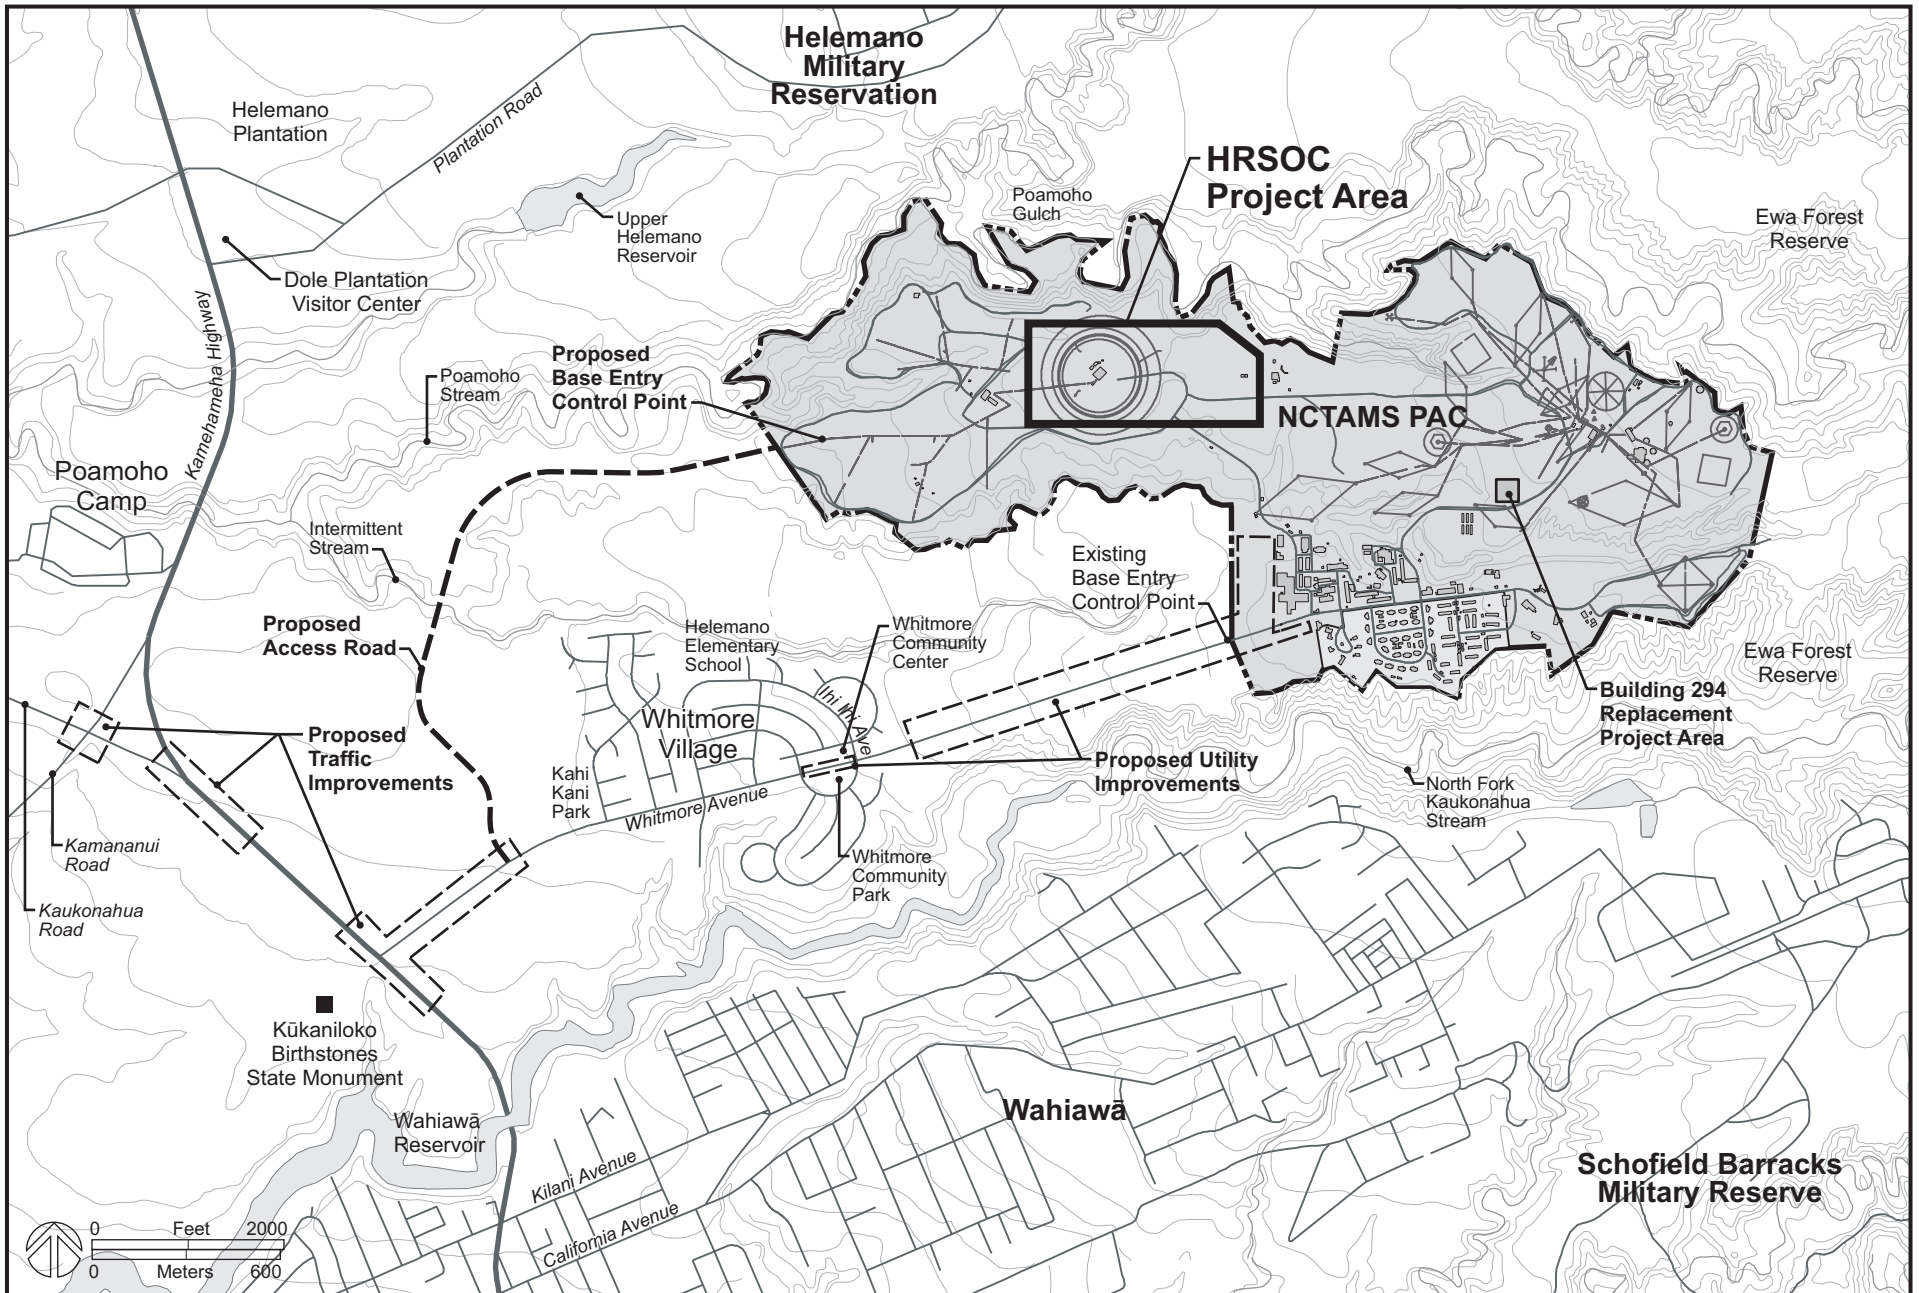 Helemano
Military
Reservation
Helemano
Plantation
Plantation Road
HRSOC
Project Area
Poamoho
Gulch
Ewa Forest
Reserve
Upper
Helemano
Reservoir
Dole Plantation
Visitor Center
Kamehameha Highway
Proposed
Base Entry
Control Point
Poamoho
Stream
NCTAMS PAC
Poamoho
Camp
Intermittent
Stream
Existing
Base Entry
Control Point
Proposed
Access Road
Helemano
Elementary
School
Whitmore
Community
Center
Ihi Ihi Ave
Ewa Forest
Reserve
Whitmore
Village
Building 294
Replacement
Project Area
Proposed
Traffic
Improvements
Kahi
Kani
Park
Whitmore Avenue
Proposed Utility
Improvements
North Fork
Kaukonahua
Stream
Kamananui
Road
Whitmore
Community
Park
Kaukonahua
Road
Kūkaniloko
Birthstones
State Monument
Wahiawā
Reservoir
Wahiawā
Kilani Avenue
California Avenue
Schofield Barracks
Military Reserve
0 Feet 2000
0 Meters 600